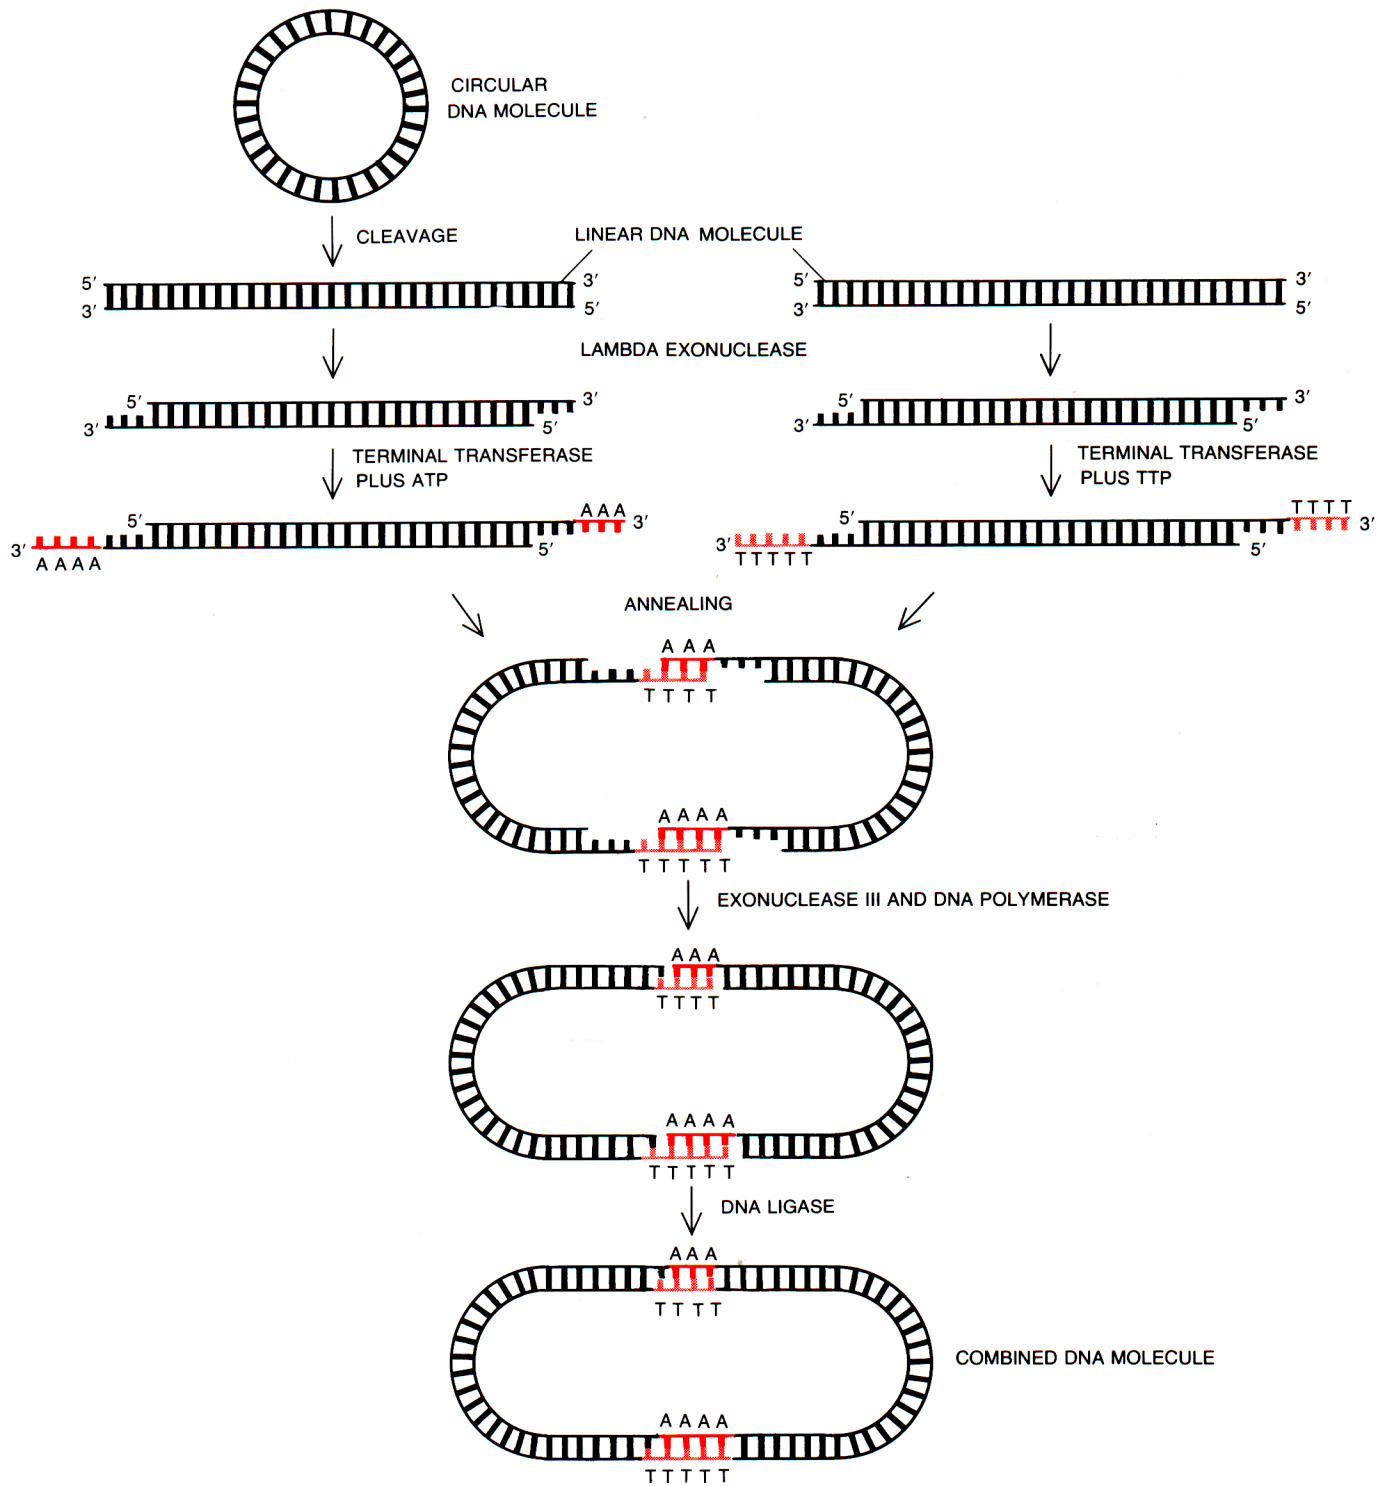 CIRCULAR
DNA MOLECULE
CLEAVAGE
LINEAR DNA MOLECULE
5′ 3′ 5′ 3′
3′ 5′ 3′ 5′
LAMBDA EXONUCLEASE
5′ 3′ 5′ 3′
3′ 5′ 3′ 5′
TERMINAL TRANSFERASE
PLUS ATP
TERMINAL TRANSFERASE
PLUS TTP
A A A
T T T T
5′ 3′ 5′ 3′
3′ 5′ 3′ 5′
A A A A
T T T T T
ANNEALING
A A A
T T T T
A A A A
T T T T T
EXONUCLEASE III AND DNA POLYMERASE
A A A
T T T T
A A A A
T T T T T
DNA LIGASE
A A A
T T T T
COMBINED DNA MOLECULE
A A A A
T T T T T